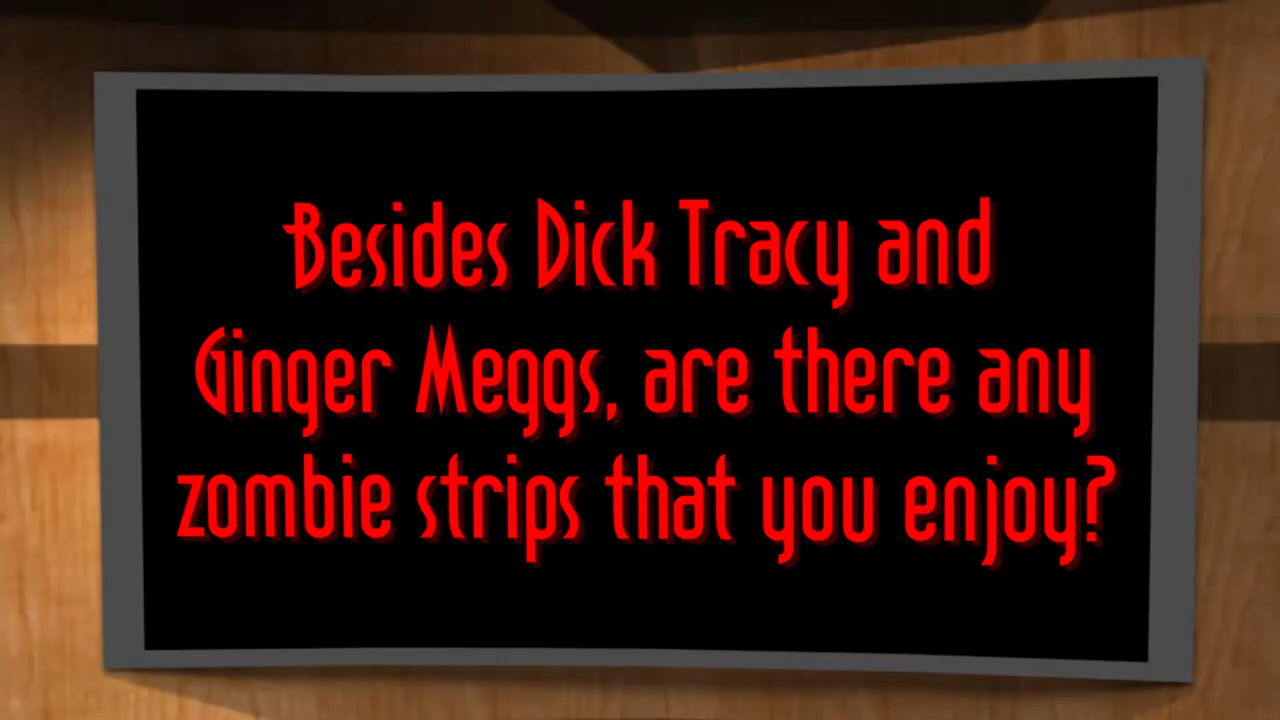 Besides Dick Tracy and
Ginger Meggs, are there any
zombie strips that you enjoy?